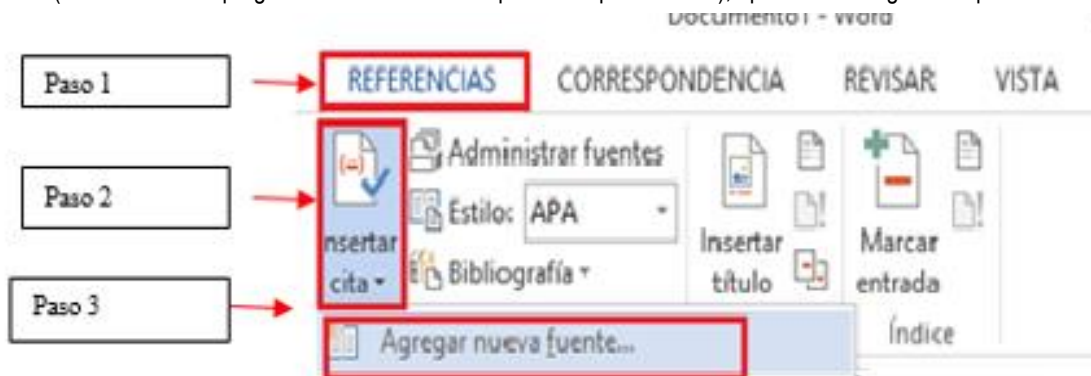 Documento1 - Word
Paso 1
REFERENCIAS CORRESPONDENCIA REVISAR VISTA
Administrar fuentes
Paso 2
Estilo: APA
nsertar
cita
Bibliografía
Insertar
título
Marcar
entrada
Paso 3
Índice
Agregar nueva fuente...